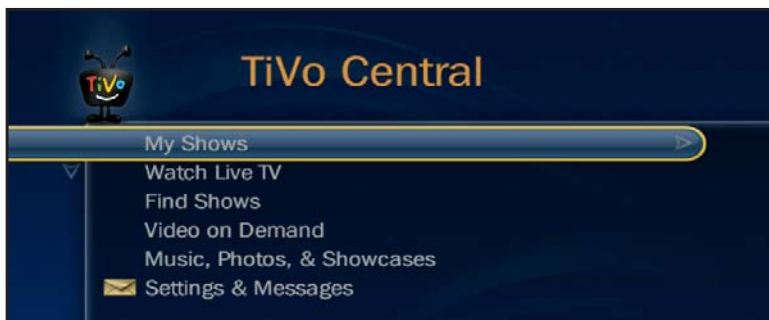 TiVo
TiVo Central
My Shows
Watch Live TV
Find Shows
Video on Demand
Music, Photos, & Showcases
Settings & Messages